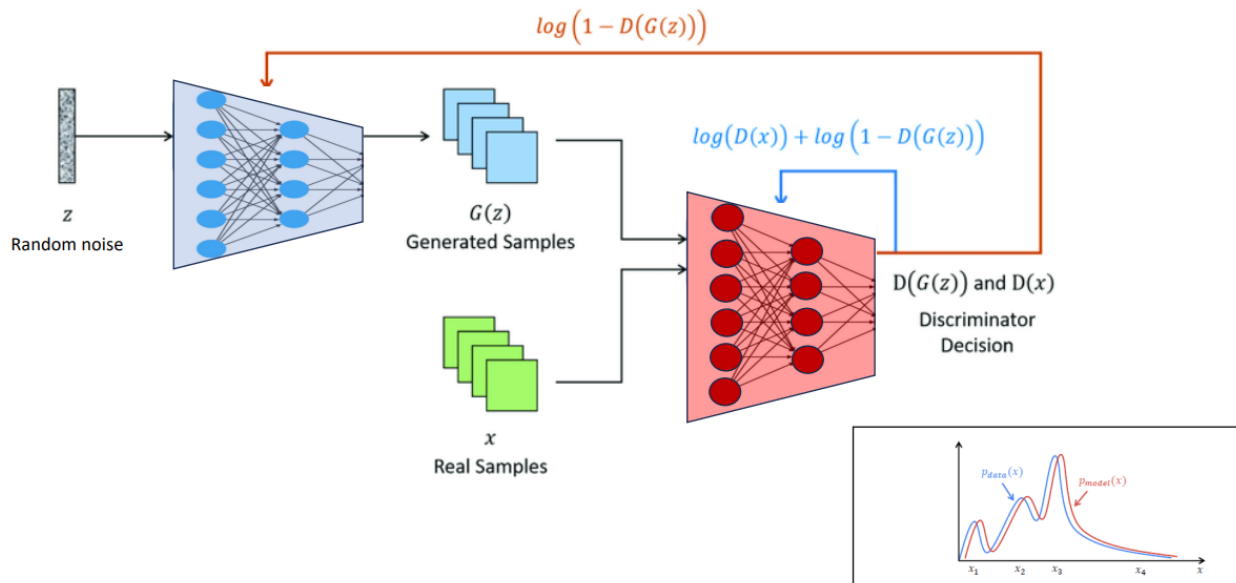 log(1 − D(G(z)))
log(D(x)) + log(1 − D(G(z)))
z
Random noise
G(z)
Generated Samples
D(G(z)) and D(x)
Discriminator
Decision
x
Real Samples
p_data(x)
p_model(x)
x₁ x₂ x₃ x₄ x